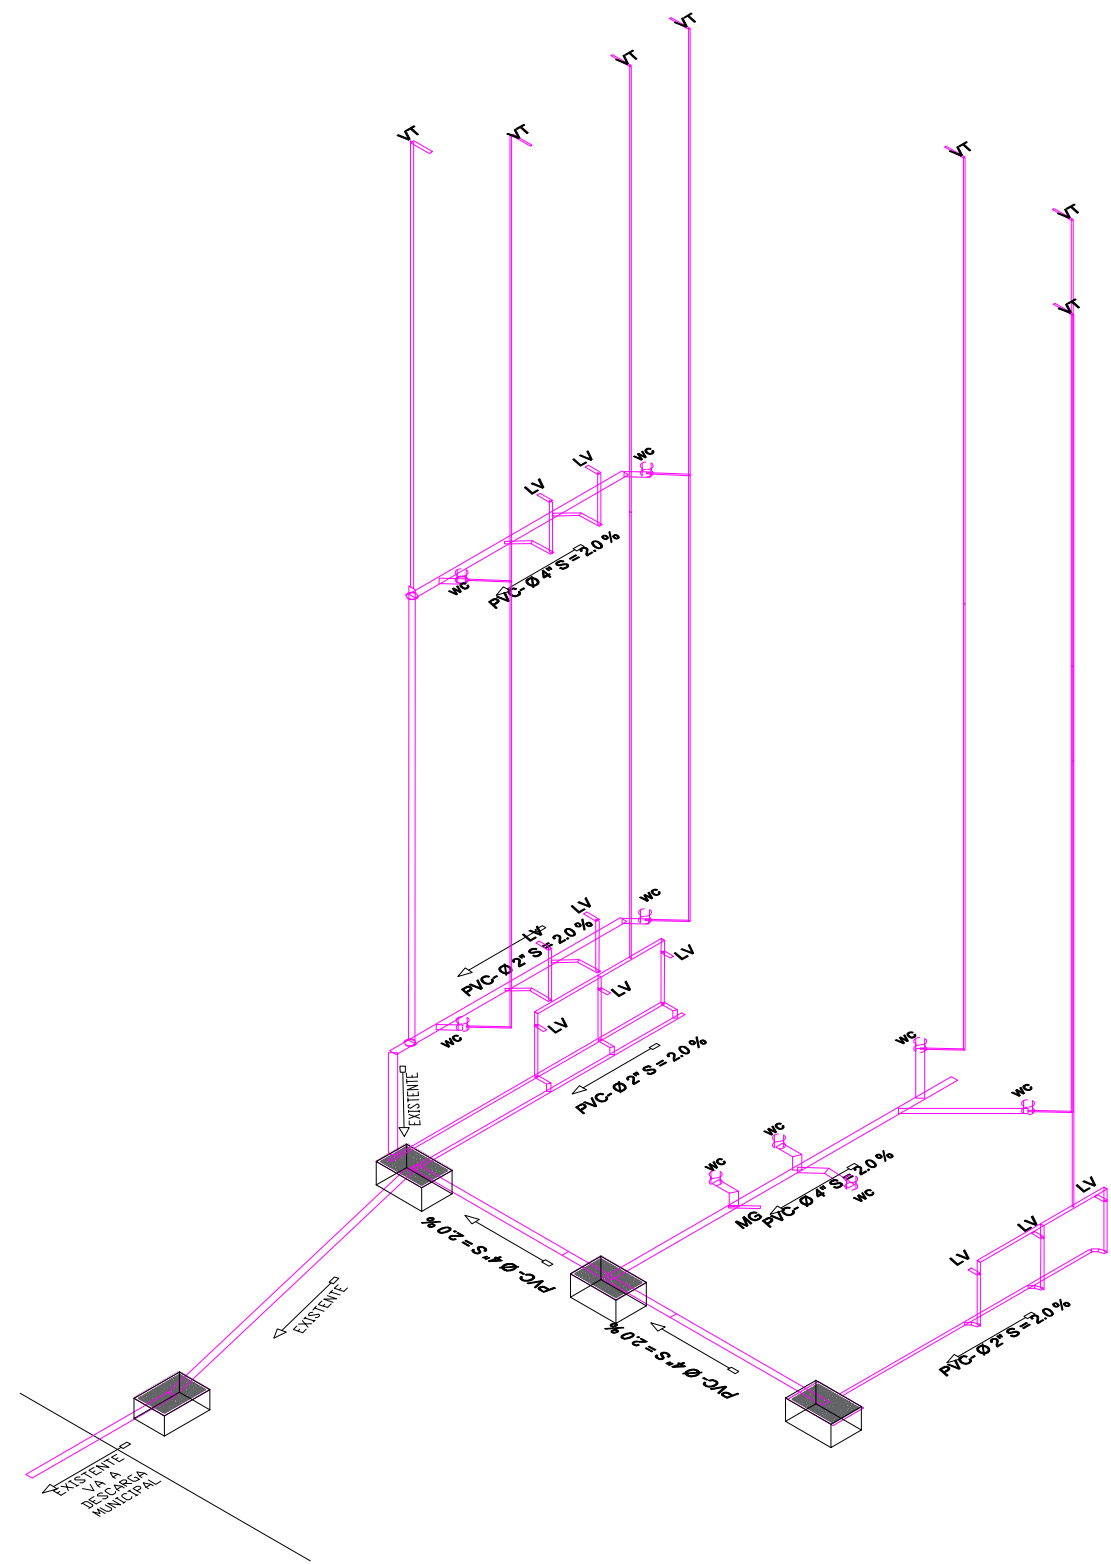 VT
VT
VT
VT
VT
VT
VT
wc
LV
LV
PVC- Ø 4" S = 2.0 %
wc
wc
LV
LV
PVC- Ø 2" S = 2.0 %
LV
LV
LV
wc
PVC- Ø 2" S = 2.0 %
EXISTENTE
wc
wc
wc
wc
wc
MG
PVC- Ø 4" S = 2.0 %
LV
LV
LV
PVC- Ø 4" S = 2.0 %
EXISTENTE
PVC- Ø 4" S = 2.0 %
PVC- Ø 2" S = 2.0 %
EXISTENTE
VA A
DESCARGA
MUNICIPAL